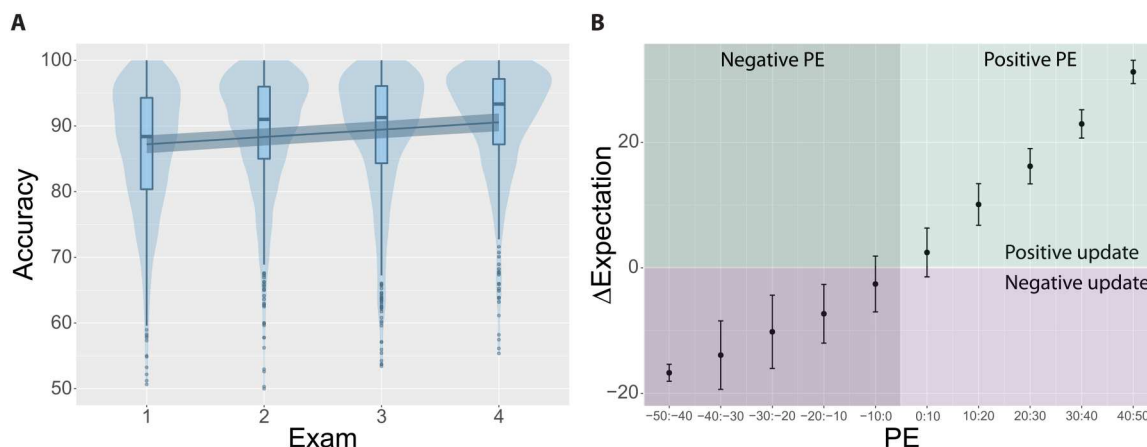 A
100
90
80
70
60
50
Accuracy
1 2 3 4
Exam
B
Negative PE Positive PE
20
0
−20
ΔExpectation
Positive update
Negative update
−50:−40 −40:−30 −30:−20 −20:−10 −10:0 0:10 10:20 20:30 30:40 40:50
PE